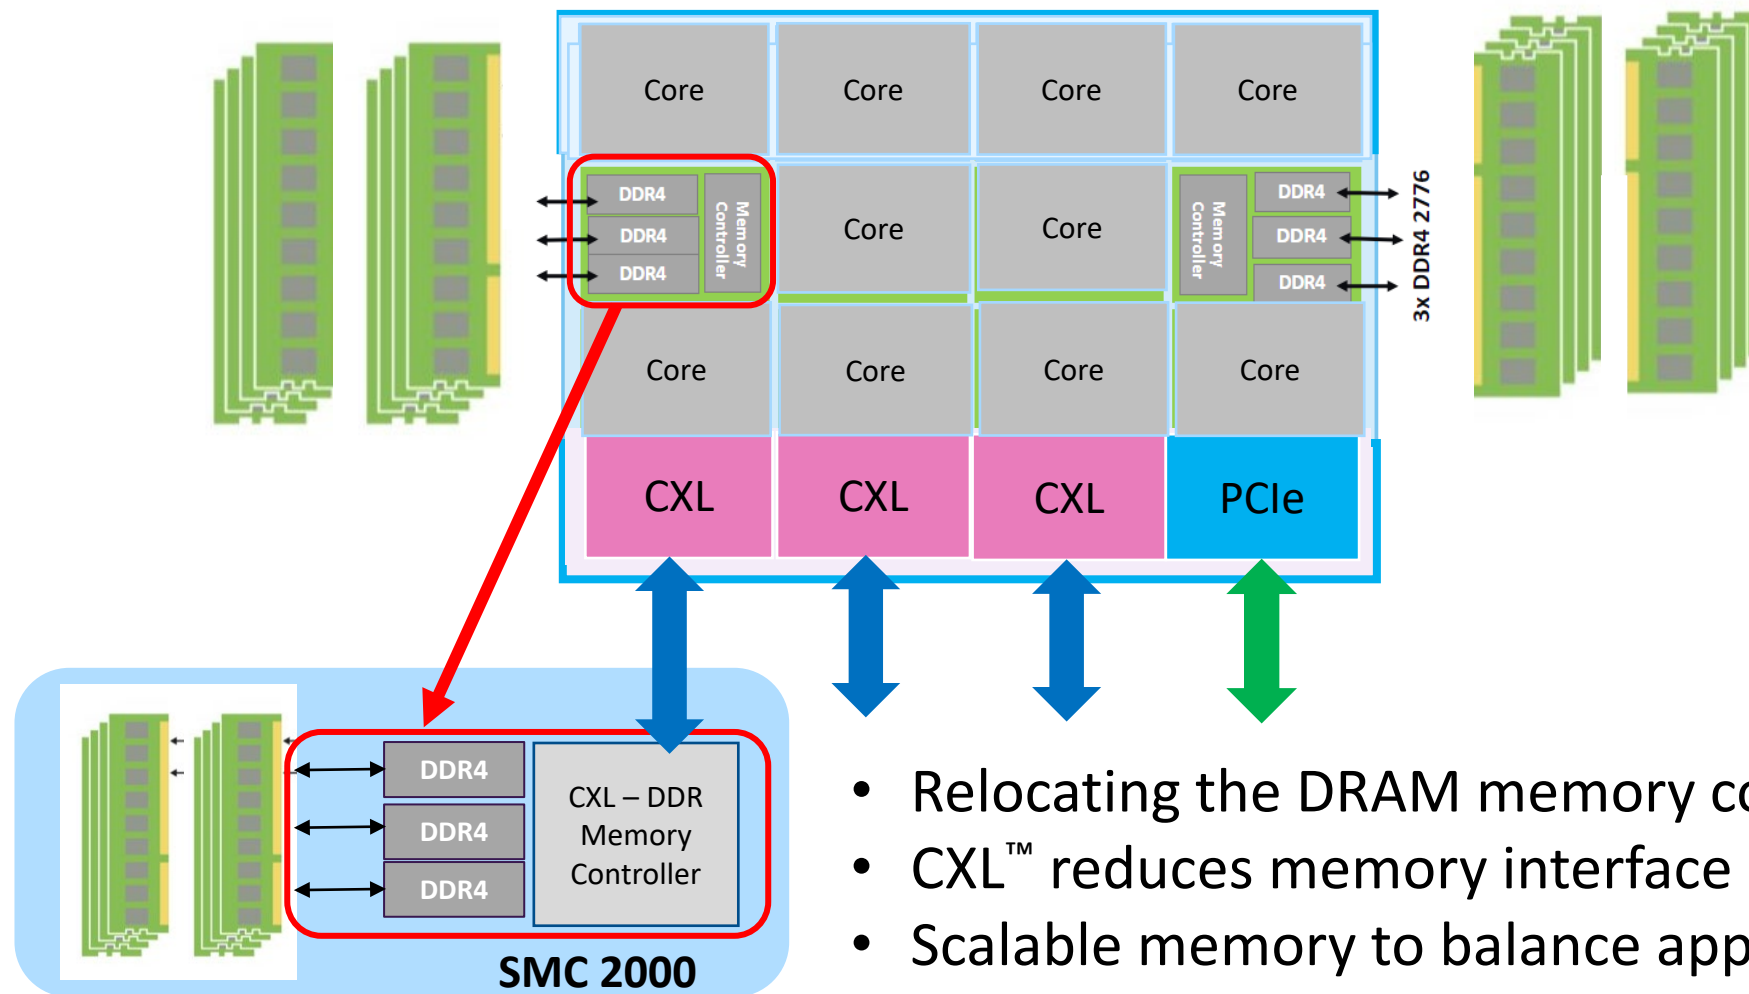 Core Core Core Core
DDR4
DDR4
DDR4
Memory
Controller
Core Core
Memory
Controller
DDR4
DDR4
DDR4
3x DDR4 2776
Core Core Core Core
CXL CXL CXL PCIe
DDR4
DDR4
DDR4
CXL – DDR
Memory
Controller
SMC 2000
• Relocating the DRAM memory
• CXL™ reduces memory interface
• Scalable memory to balance